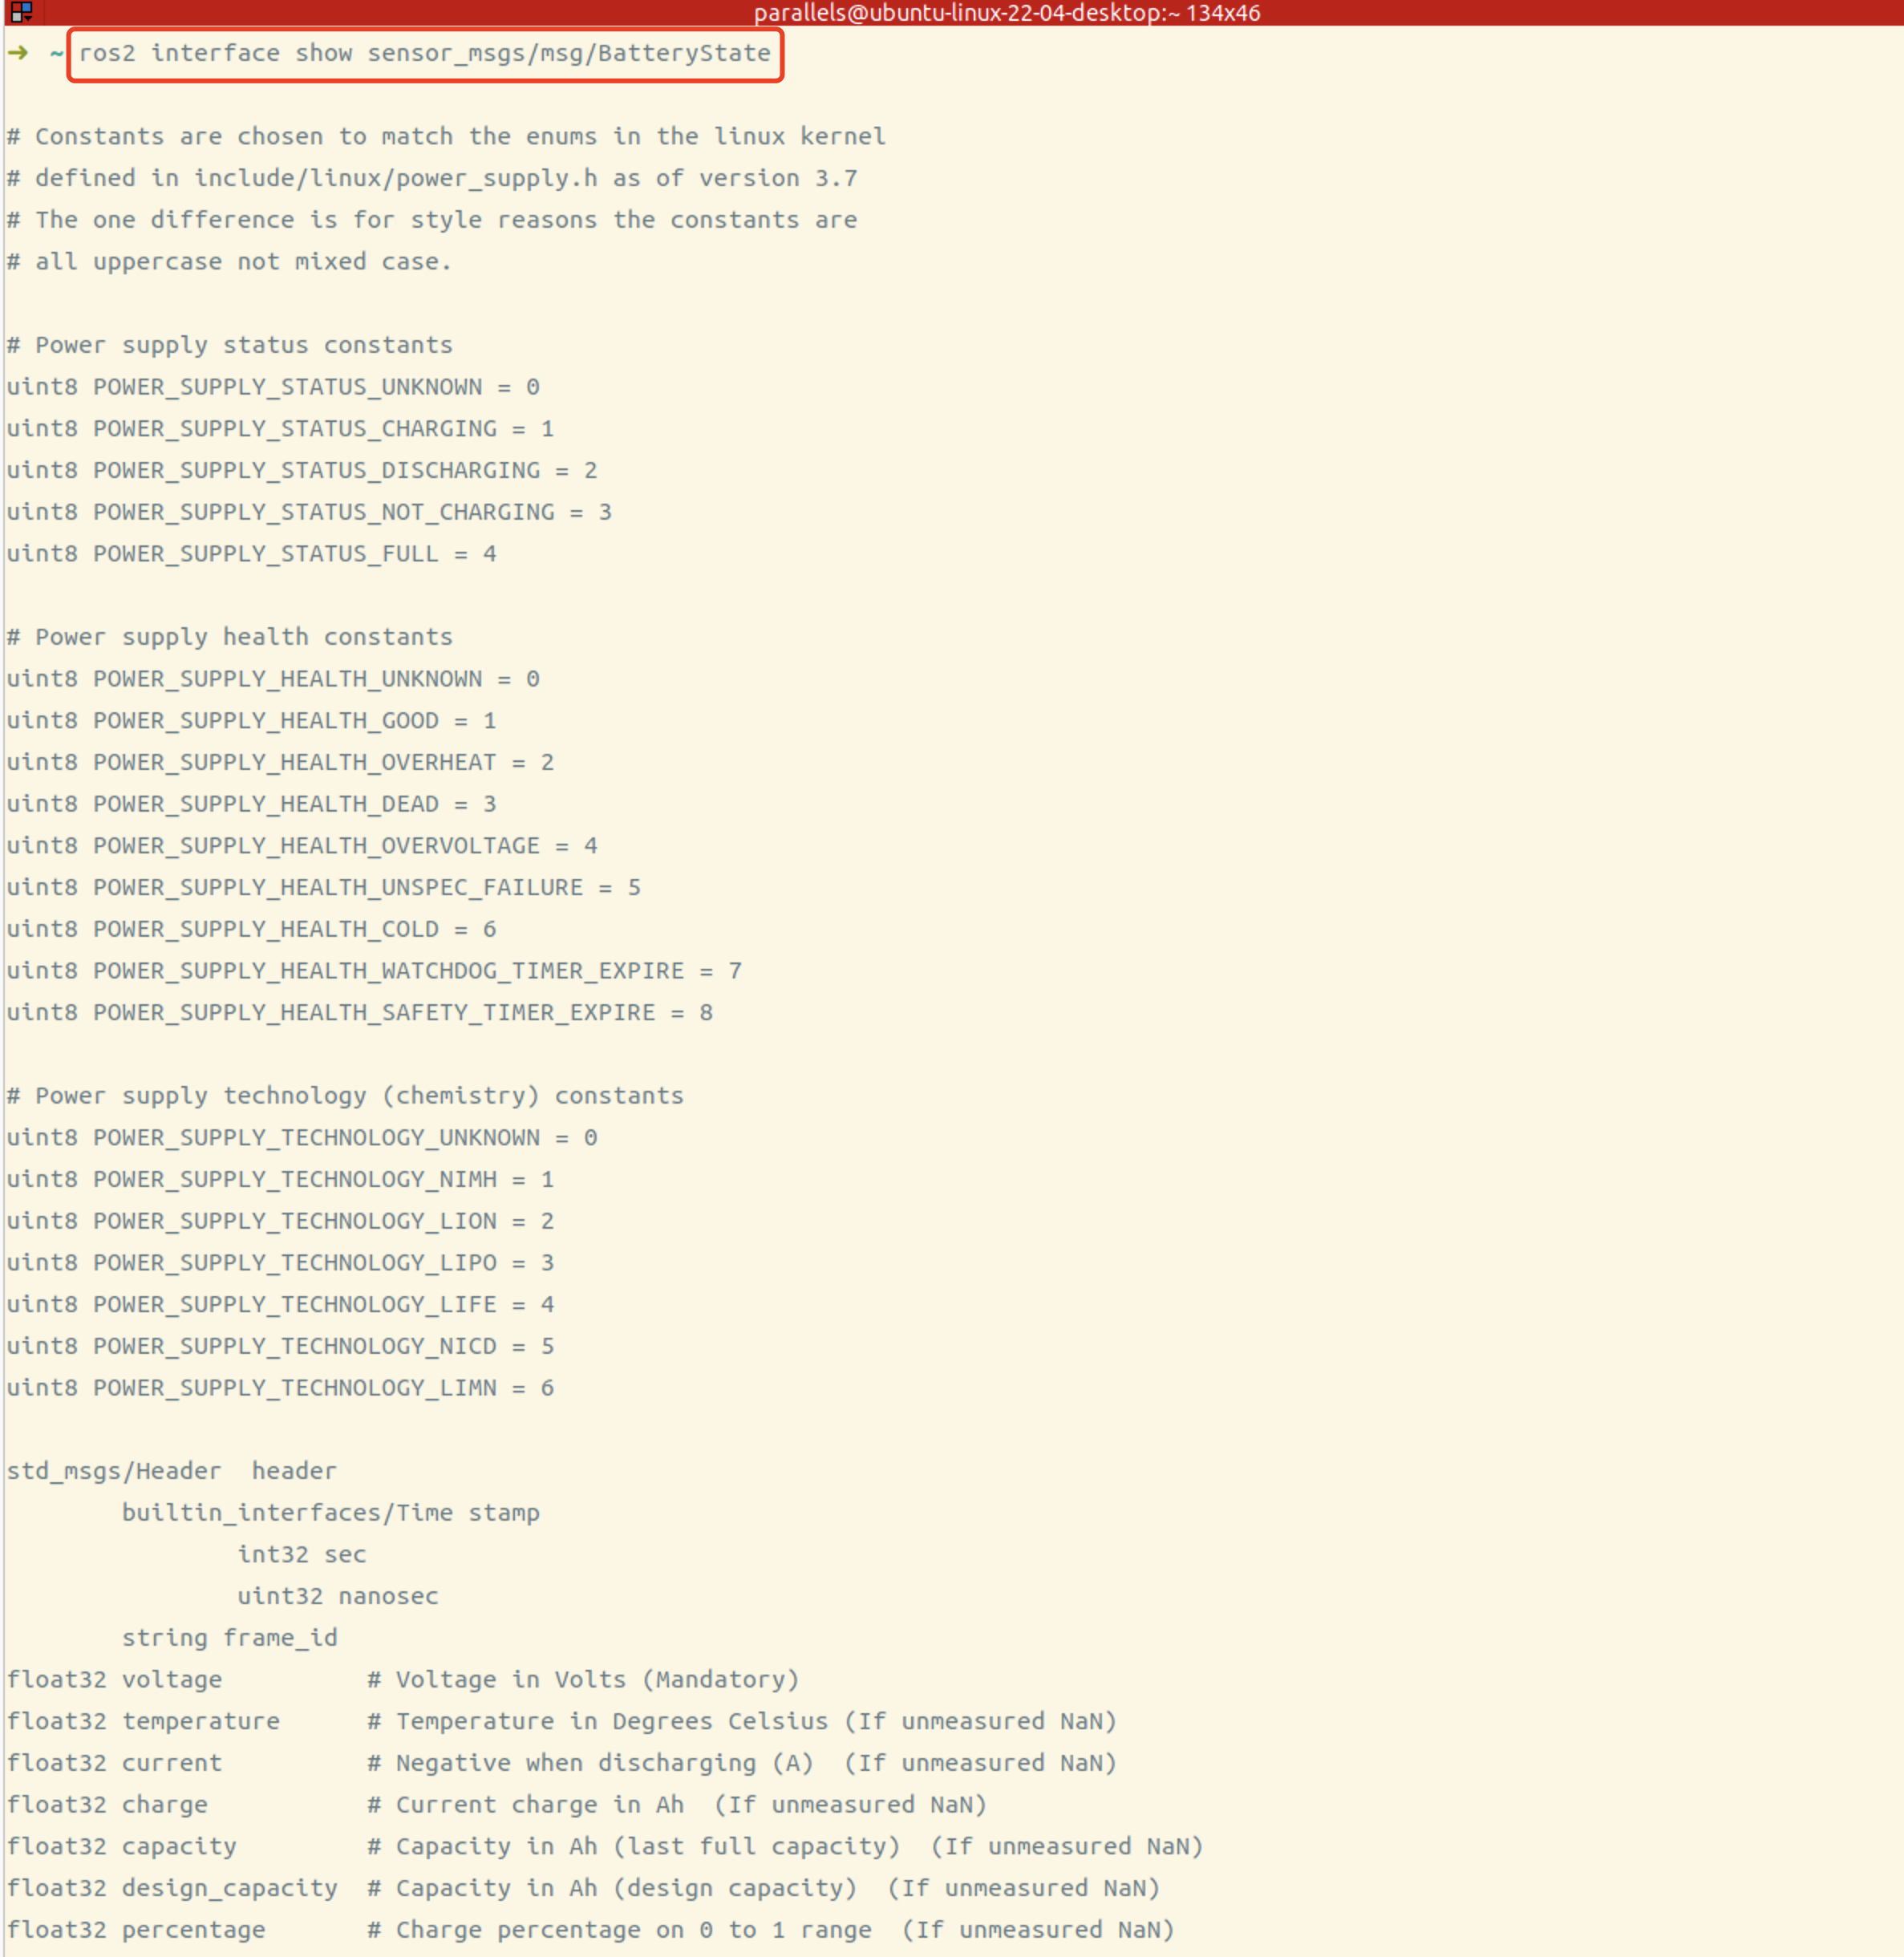 parallels@ubuntu-linux-22-04-desktop:~ 134x46
➜ ~ ros2 interface show sensor_msgs/msg/BatteryState
# Constants are chosen to match the enums in the linux kernel
# defined in include/linux/power_supply.h as of version 3.7
# The one difference is for style reasons the constants are
# all uppercase not mixed case.
# Power supply status constants
uint8 POWER_SUPPLY_STATUS_UNKNOWN = 0
uint8 POWER_SUPPLY_STATUS_CHARGING = 1
uint8 POWER_SUPPLY_STATUS_DISCHARGING = 2
uint8 POWER_SUPPLY_STATUS_NOT_CHARGING = 3
uint8 POWER_SUPPLY_STATUS_FULL = 4
# Power supply health constants
uint8 POWER_SUPPLY_HEALTH_UNKNOWN = 0
uint8 POWER_SUPPLY_HEALTH_GOOD = 1
uint8 POWER_SUPPLY_HEALTH_OVERHEAT = 2
uint8 POWER_SUPPLY_HEALTH_DEAD = 3
uint8 POWER_SUPPLY_HEALTH_OVERVOLTAGE = 4
uint8 POWER_SUPPLY_HEALTH_UNSPEC_FAILURE = 5
uint8 POWER_SUPPLY_HEALTH_COLD = 6
uint8 POWER_SUPPLY_HEALTH_WATCHDOG_TIMER_EXPIRE = 7
uint8 POWER_SUPPLY_HEALTH_SAFETY_TIMER_EXPIRE = 8
# Power supply technology (chemistry) constants
uint8 POWER_SUPPLY_TECHNOLOGY_UNKNOWN = 0
uint8 POWER_SUPPLY_TECHNOLOGY_NIMH = 1
uint8 POWER_SUPPLY_TECHNOLOGY_LION = 2
uint8 POWER_SUPPLY_TECHNOLOGY_LIPO = 3
uint8 POWER_SUPPLY_TECHNOLOGY_LIFE = 4
uint8 POWER_SUPPLY_TECHNOLOGY_NICD = 5
uint8 POWER_SUPPLY_TECHNOLOGY_LIMN = 6
std_msgs/Header  header
        builtin_interfaces/Time stamp
                int32 sec
                uint32 nanosec
        string frame_id
float32 voltage          # Voltage in Volts (Mandatory)
float32 temperature      # Temperature in Degrees Celsius (If unmeasured NaN)
float32 current          # Negative when discharging (A)  (If unmeasured NaN)
float32 charge           # Current charge in Ah  (If unmeasured NaN)
float32 capacity         # Capacity in Ah (last full capacity)  (If unmeasured NaN)
float32 design_capacity  # Capacity in Ah (design capacity)  (If unmeasured NaN)
float32 percentage       # Charge percentage on 0 to 1 range  (If unmeasured NaN)